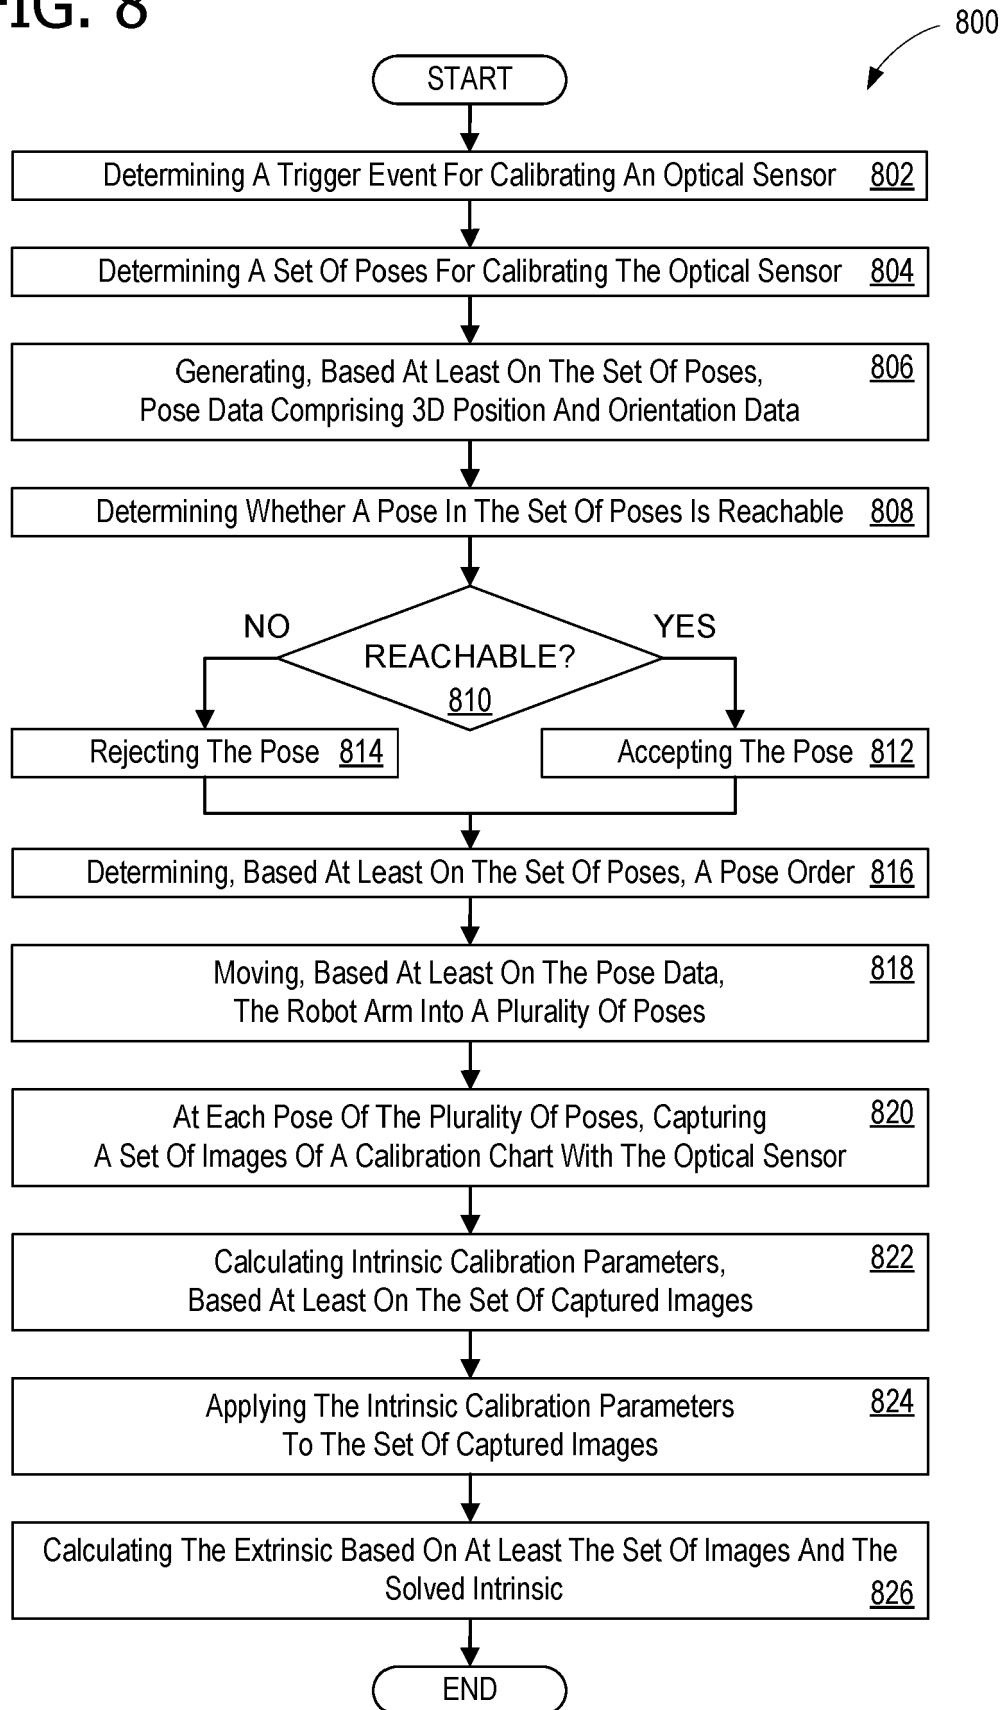 FIG. 8
800
START
Determining A Trigger Event For Calibrating An Optical Sensor 802
Determining A Set Of Poses For Calibrating The Optical Sensor 804
Generating, Based At Least On The Set Of Poses, 806
Pose Data Comprising 3D Position And Orientation Data
Determining Whether A Pose In The Set Of Poses Is Reachable 808
NO
YES
REACHABLE?
810
Rejecting The Pose 814
Accepting The Pose 812
Determining, Based At Least On The Set Of Poses, A Pose Order 816
Moving, Based At Least On The Pose Data, 818
The Robot Arm Into A Plurality Of Poses
At Each Pose Of The Plurality Of Poses, Capturing 820
A Set Of Images Of A Calibration Chart With The Optical Sensor
Calculating Intrinsic Calibration Parameters, 822
Based At Least On The Set Of Captured Images
Applying The Intrinsic Calibration Parameters 824
To The Set Of Captured Images
Calculating The Extrinsic Based On At Least The Set Of Images And The
Solved Intrinsic 826
END